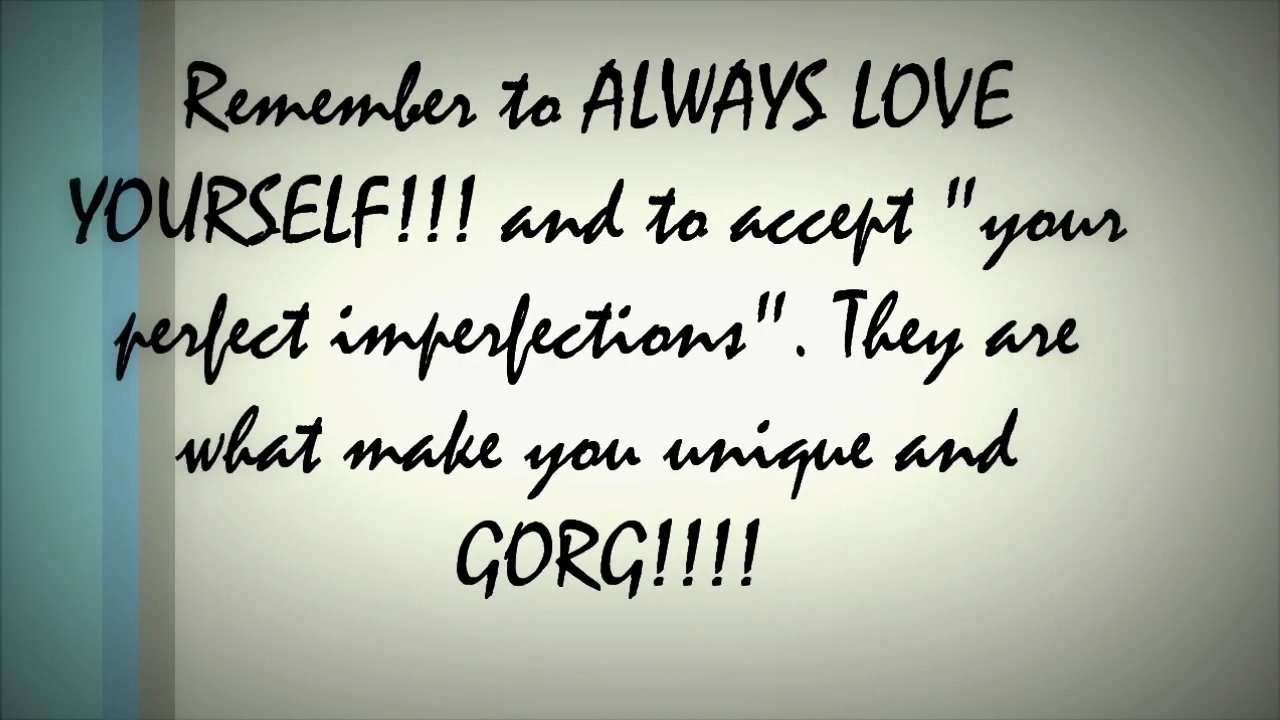 Remember to ALWAYS LOVE
YOURSELF!!! and to accept "your
perfect imperfections". They are
what make you unique and
GORG!!!!